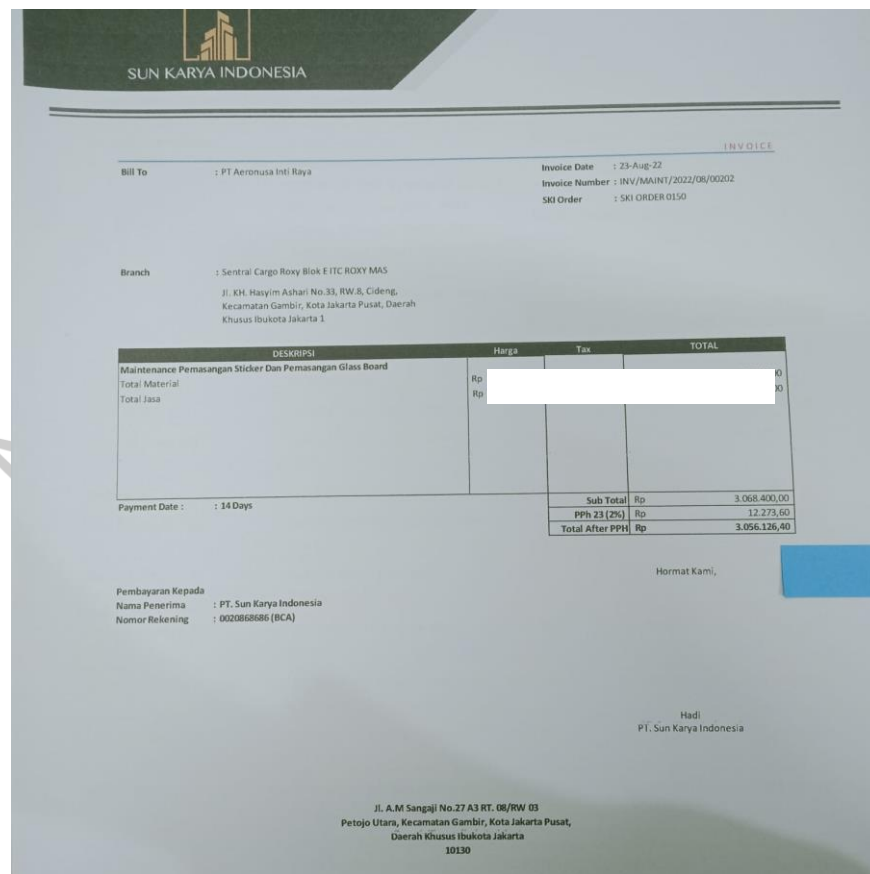 SUN KARYA INDONESIA
INVOICE
Bill To : PT Aeronusa Inti Raya
Invoice Date : 23-Aug-22
Invoice Number : INV/MAINT/2022/08/00202
SKI Order : SKI ORDER 0150
Branch : Sentral Cargo Roxy Blok E ITC ROXY MAS
Jl. KH. Hasyim Ashari No.33, RW.8, Cideng,
Kecamatan Gambir, Kota Jakarta Pusat, Daerah
Khusus Ibukota Jakarta 1
DESKRIPSI Harga Tax TOTAL
Maintenance Pemasangan Sticker Dan Pemasangan Glass Board
Total Material Rp
Total Jasa Rp
Sub Total Rp 3.068.400,00
Payment Date : : 14 Days
PPh 23 (2%) Rp 12.273,60
Total After PPH Rp 3.056.126,40
Hormat Kami,
Pembayaran Kepada
Nama Penerima : PT. Sun Karya Indonesia
Nomor Rekening : 0020868686 (BCA)
Hadi
PT. Sun Karya Indonesia
Jl. A.M Sangaji No.27 A3 RT. 08/RW 03
Petojo Utara, Kecamatan Gambir, Kota Jakarta Pusat,
Daerah Khusus Ibukota Jakarta
10130